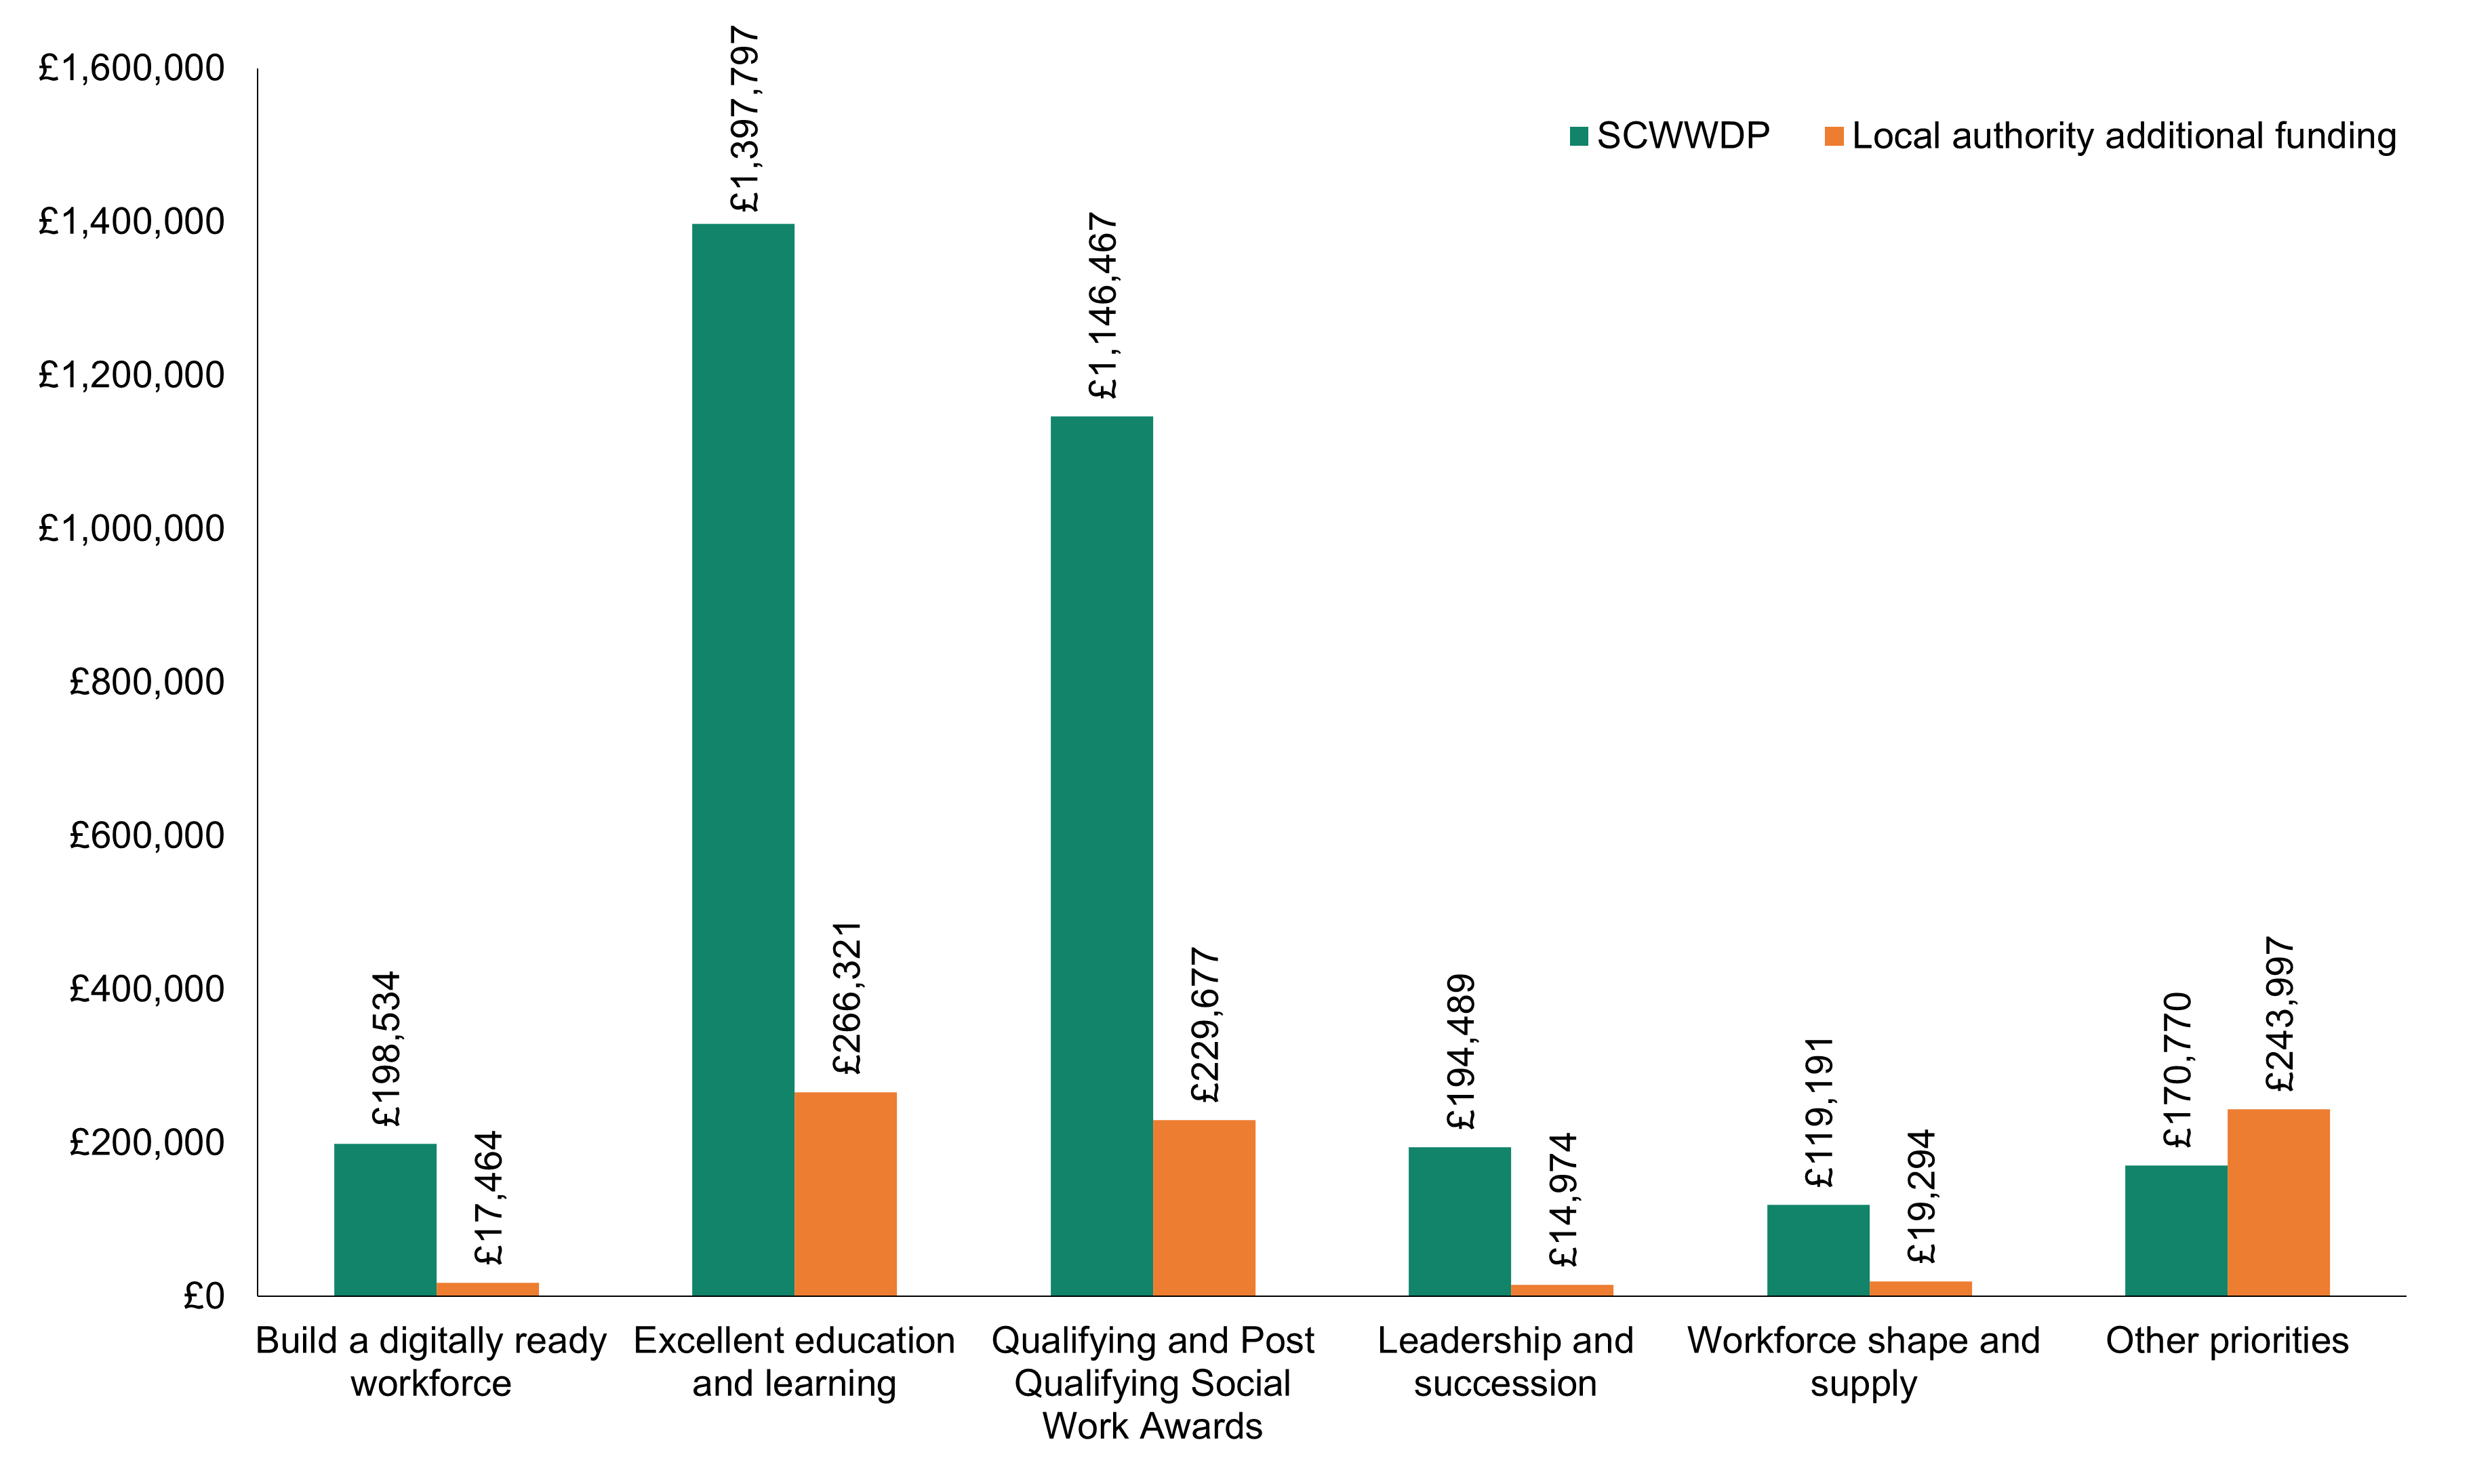 £1,600,000
£1,400,000
£1,200,000
£1,000,000
£800,000
£600,000
£400,000
£200,000
£0
SCWWDP
Local authority additional funding
£198,534
£17,464
£1,397,797
£266,321
£1,146,467
£229,677
£194,489
£14,974
£119,191
£19,294
£170,770
£243,997
Build a digitally ready
workforce
Excellent education
and learning
Qualifying and Post
Qualifying Social
Work Awards
Leadership and
succession
Workforce shape and
supply
Other priorities